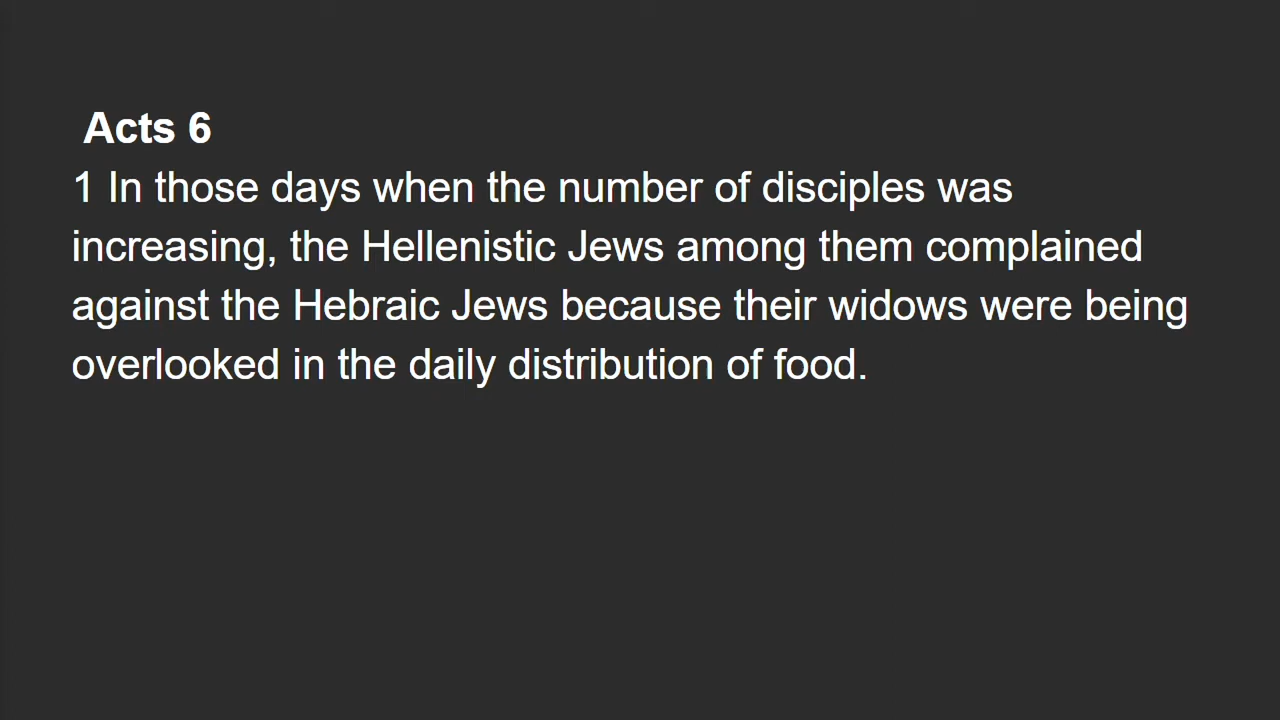 Acts 6
1 In those days when the number of disciples was
increasing, the Hellenistic Jews among them complained
against the Hebraic Jews because their widows were being
overlooked in the daily distribution of food.